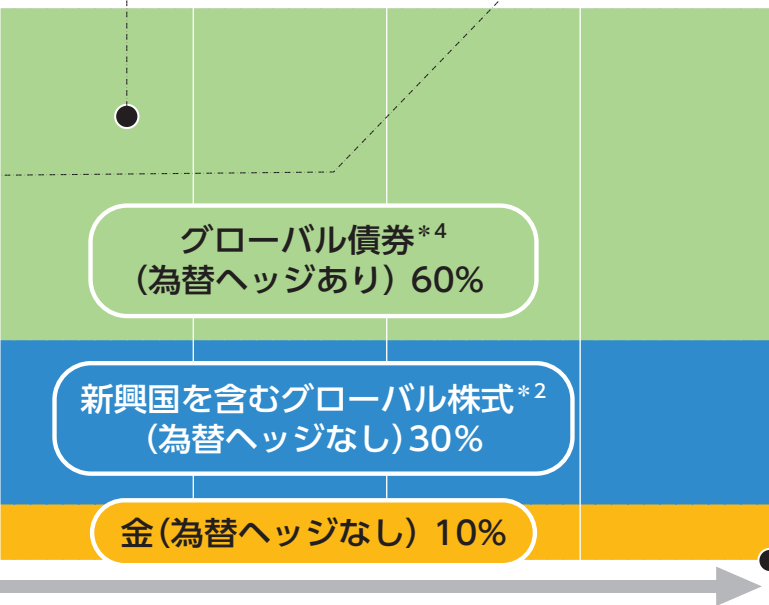 グローバル債券*4
(為替ヘッジあり) 60%
新興国を含むグローバル株式*2
(為替ヘッジなし)30%
金(為替ヘッジなし) 10%